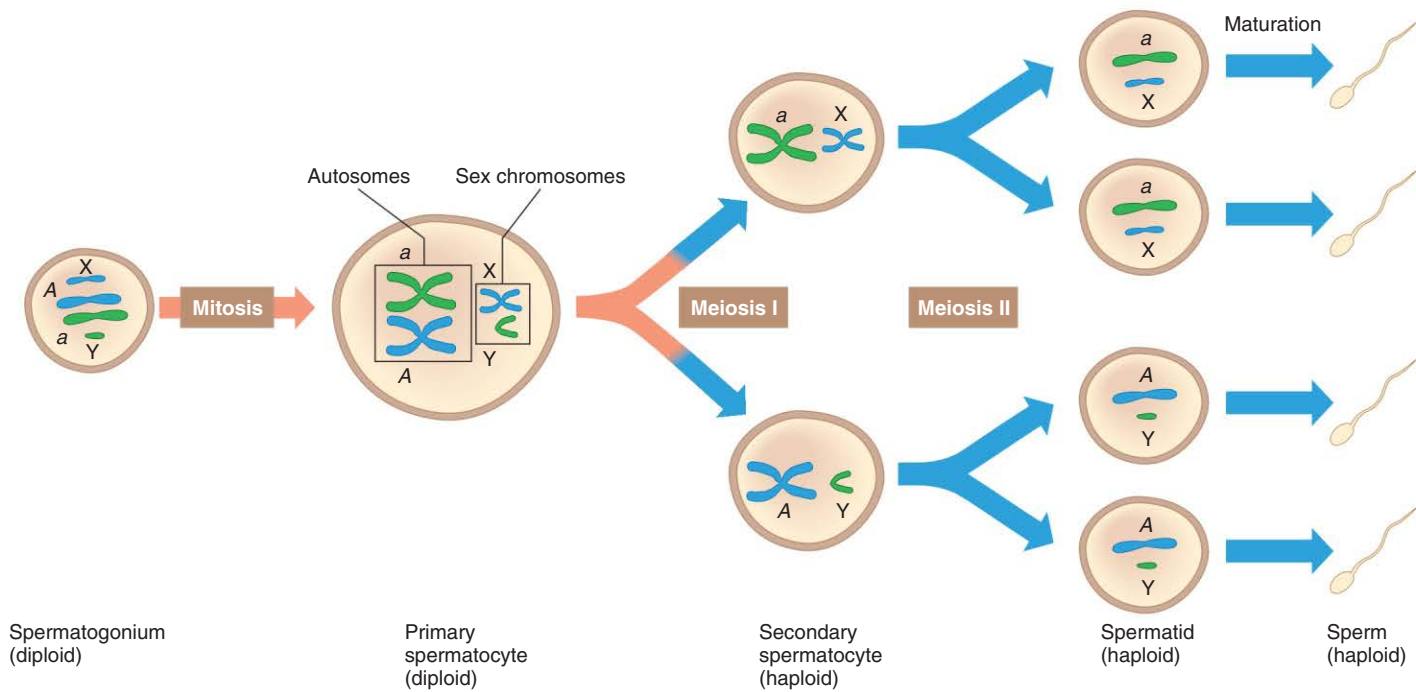 Maturation
a
X
a
X
a
X
Autosomes
Sex chromosomes
a
X
A
Y
X
A
a
Y
Mitosis
Meiosis I
Meiosis II
A
Y
A
Y
A
Y
Spermatogonium
(diploid)
Primary
spermatocyte
(diploid)
Secondary
spermatocyte
(haploid)
Spermatid
(haploid)
Sperm
(haploid)